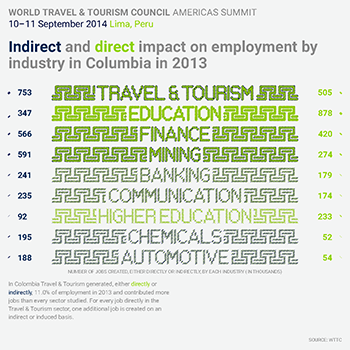 WORLD TRAVEL & TOURISM COUNCIL AMERICAS SUMMIT
10–11 September 2014 Lima, Peru
Indirect and direct impact on employment by
industry in Columbia in 2013
753 TRAVEL & TOURISM 505
347 EDUCATION 878
566 FINANCE 420
591 MINING 274
241 BANKING 179
235 COMMUNICATION 174
92 HIGHER EDUCATION 233
195 CHEMICALS 52
188 AUTOMOTIVE 54
NUMBER OF JOBS CREATED, EITHER DIRECTLY OR INDIRECTLY, BY EACH INDUSTRY (IN THOUSANDS)
In Colombia Travel & Tourism generated, either directly or
indirectly, 11.0% of employment in 2013 and contributed more
jobs than every sector studied. For every job directly in the
Travel & Tourism sector, one additional job is created on an
indirect or induced basis.
SOURCE: WTTC